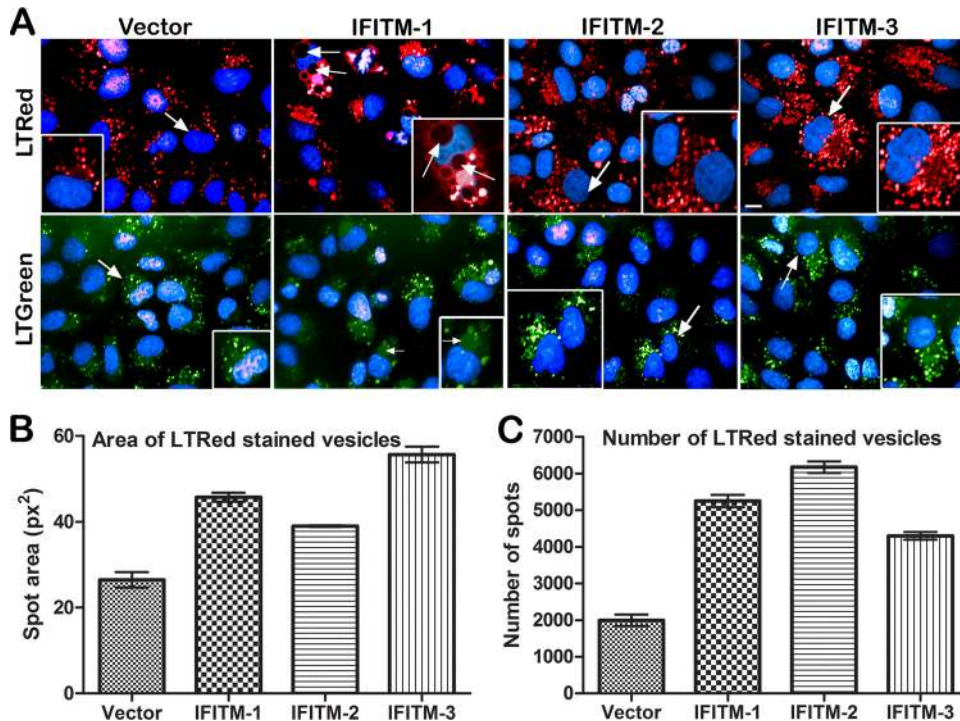 A
Vector
IFITM-1
IFITM-2
IFITM-3
LTRed
LTGreen
B
Area of LTRed stained vesicles
Spot area (px²)
60
40
20
0
Vector
IFITM-1
IFITM-2
IFITM-3
C
Number of LTRed stained vesicles
Number of spots
7000
6000
5000
4000
3000
2000
1000
0
Vector
IFITM-1
IFITM-2
IFITM-3